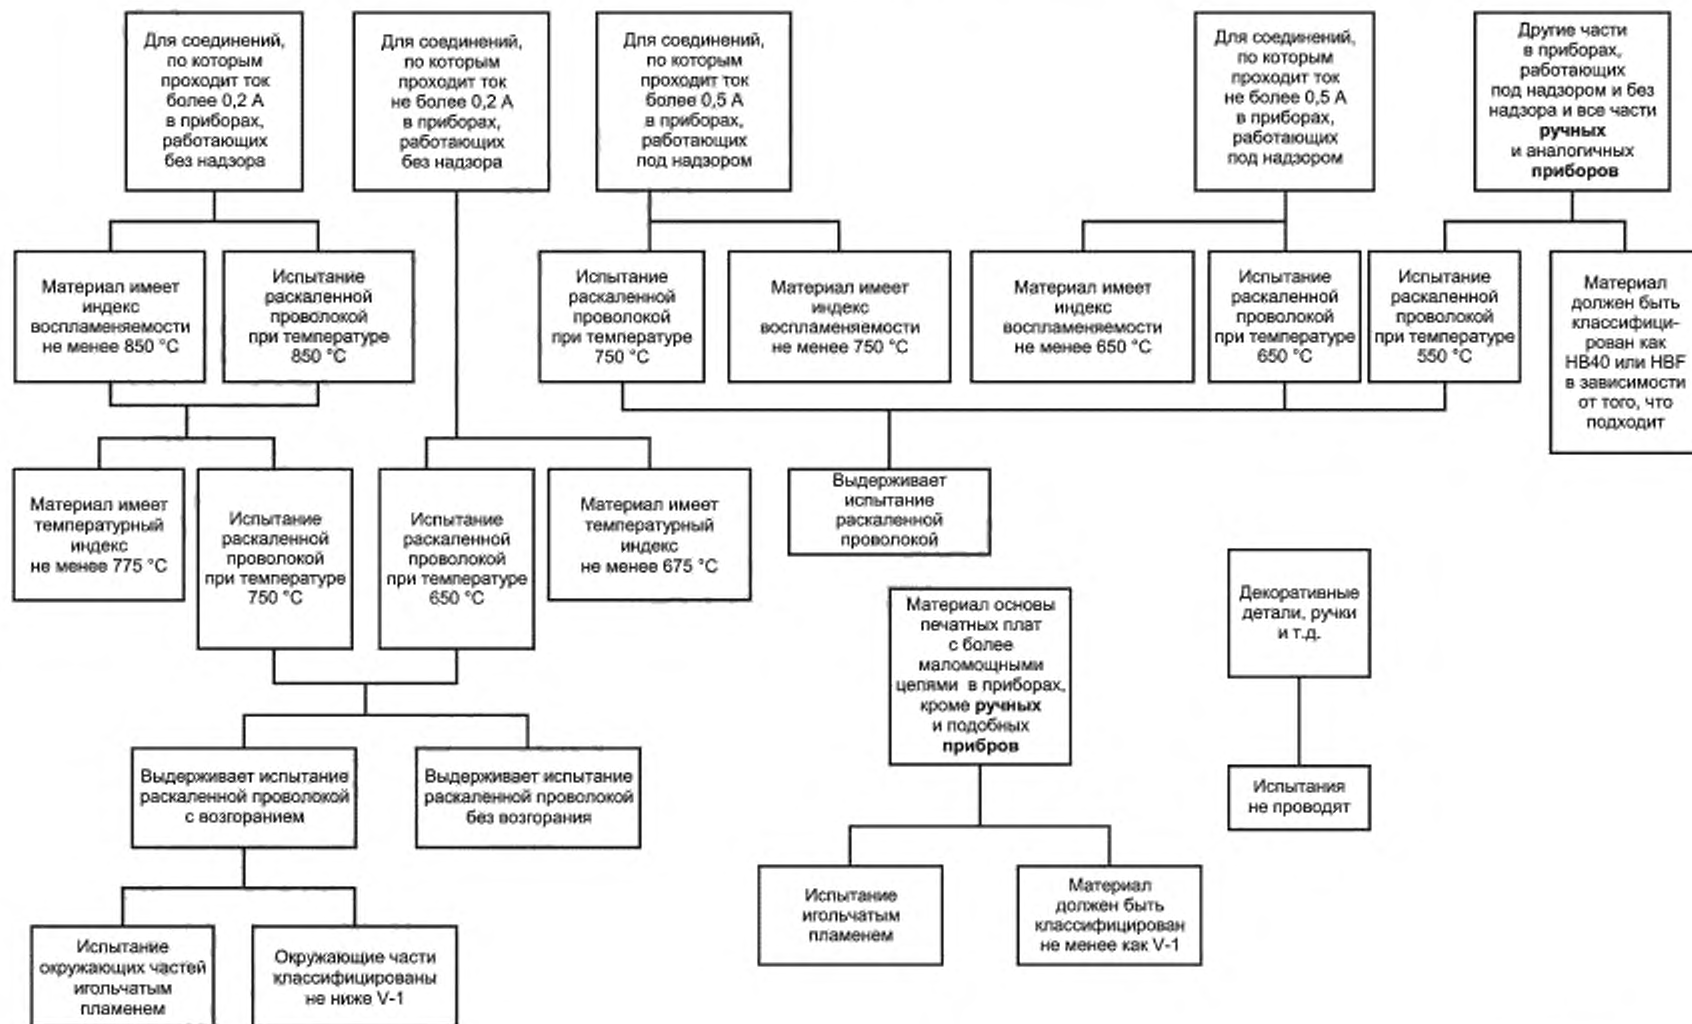 Для соединений,
по которым
проходит ток
более 0,2 А
в приборах,
работающих
без надзора
Для соединений,
по которым
проходит ток
не более 0,2 А
в приборах,
работающих
без надзора
Для соединений,
по которым
проходит ток
более 0,5 А
в приборах,
работающих
под надзором
Для соединений,
по которым
проходит ток
не более 0,5 А
в приборах,
работающих
под надзором
Другие части
в приборах,
работающих
под надзором и без
надзора и все части
ручных
и аналогичных
приборов
Материал имеет
индекс
воспламеняемости
не менее 850 °С
Испытание
раскаленной
проволокой
при температуре
850 °С
Испытание
раскаленной
проволокой
при температуре
750 °С
Материал имеет
индекс
воспламеняемости
не менее 750 °С
Материал имеет
индекс
воспламеняемости
не менее 650 °С
Испытание
раскаленной
проволокой
при температуре
650 °С
Испытание
раскаленной
проволокой
при температуре
550 °С
Материал
должен быть
классифици-
рован как
НВ40 или HBF
в зависимости
от того, что
подходит
Материал имеет
температурный
индекс
не менее 775 °С
Испытание
раскаленной
проволокой
при температуре
750 °С
Испытание
раскаленной
проволокой
при температуре
650 °С
Материал имеет
температурный
индекс
не менее 675 °С
Выдерживает
испытание
раскаленной
проволокой
Материал основы
печатных плат
с более
маломощными
цепями в приборах,
кроме ручных
и подобных
прибров
Декоративные
детали, ручки
и т.д.
Испытания
не проводят
Выдерживает испытание
раскаленной проволокой
с возгоранием
Выдерживает испытание
раскаленной проволокой
без возгорания
Испытание
игольчатым
пламенем
Материал
должен быть
классифицирован
не менее как V-1
Испытание
окружающих частей
игольчатым
пламенем
Окружающие части
классифицированы
не ниже V-1